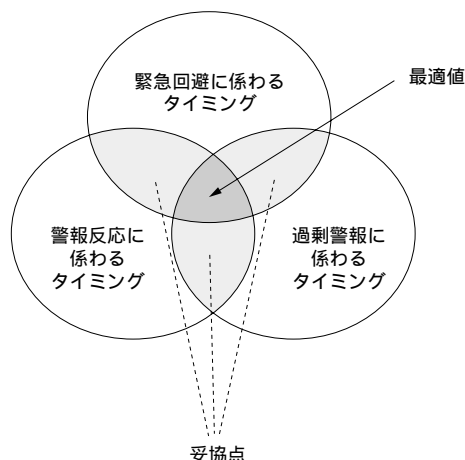 緊急回避に係わる
タイミング
最適値
警報反応に
係わる
タイミング
過剰警報に
係わる
タイミング
妥協点